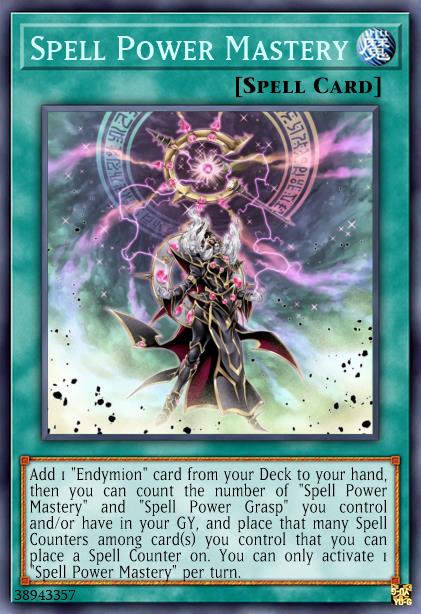 Spell Power Mastery 魔
[Spell Card]
Add 1 "Endymion" card from your Deck to your hand,
then you can count the number of "Spell Power
Mastery" and "Spell Power Grasp" you control
and/or have in your GY, and place that many Spell
Counters among card(s) you control that you can
place a Spell Counter on. You can only activate 1
"Spell Power Mastery" per turn.
38943357